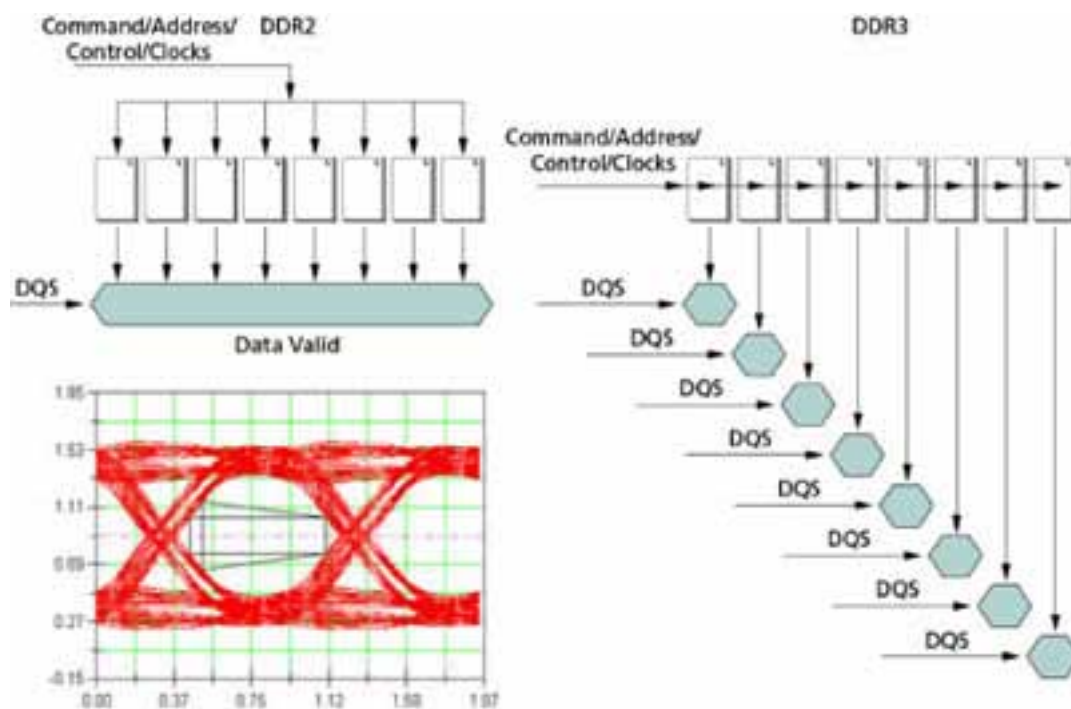 Command/Address/ DDR2
Control/Clocks
DQS
Data Valid
1.95
1.53
1.11
0.69
0.27
-0.15
0.00 0.37 0.75 1.12 1.50 1.87
DDR3
Command/Address/
Control/Clocks
DQS
DQS
DQS
DQS
DQS
DQS
DQS
DQS